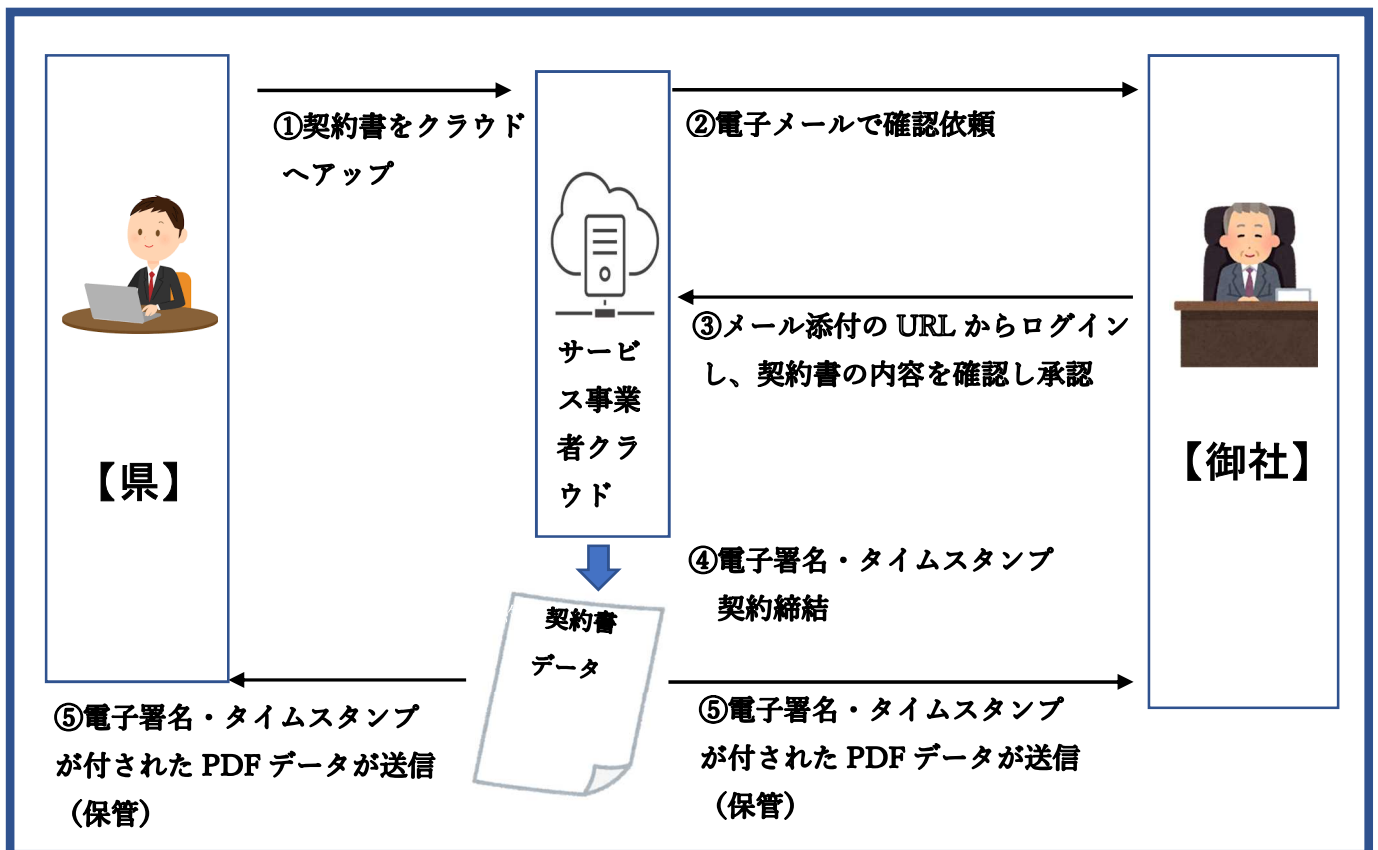 ①契約書をクラウド
へアップ
②電子メールで確認依頼
③メール添付の URL からログイン
し、契約書の内容を確認し承認
サービ
ス事業
者クラ
ウド
【県】
【御社】
④電子署名・タイムスタンプ
契約締結
契約書
データ
⑤電子署名・タイムスタンプ
が付された PDF データが送信
（保管）
⑤電子署名・タイムスタンプ
が付された PDF データが送信
（保管）